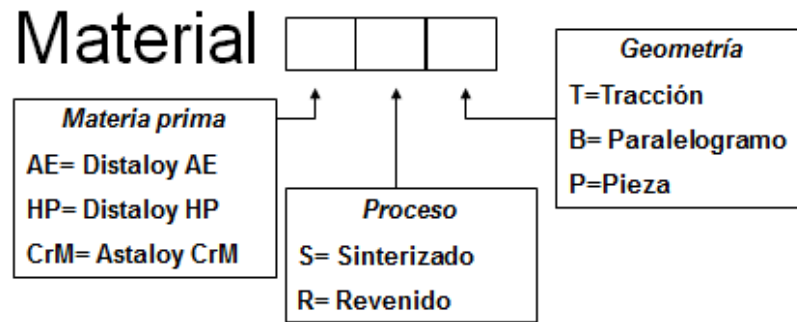 Material
Materia prima
AE= Distaloy AE
HP= Distaloy HP
CrM= Astaloy CrM
Proceso
S= Sinterizado
R= Revenido
Geometría
T=Tracción
B= Paralelogramo
P=Pieza